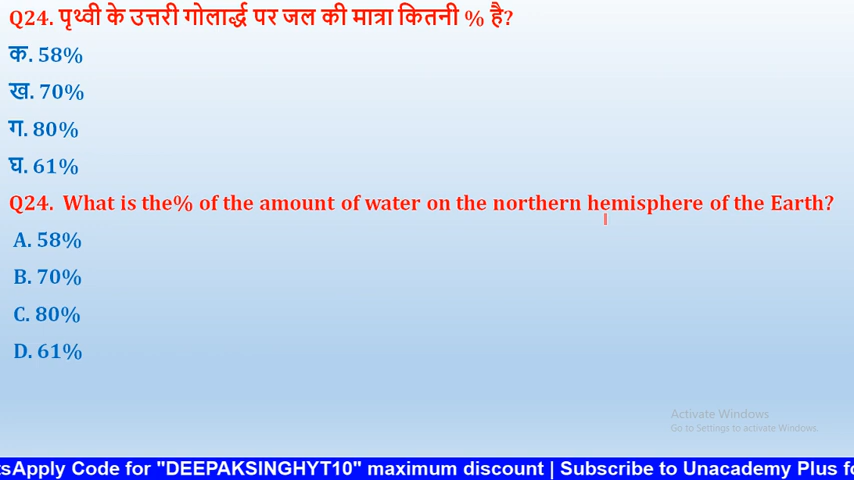 Q24. पृथ्वी के उत्तरी गोलार्द्ध पर जल की मात्रा कितनी % है?
क. 58%
ख. 70%
ग. 80%
घ. 61%
Q24. What is the% of the amount of water on the northern hemisphere of the Earth?
A. 58%
B. 70%
C. 80%
D. 61%
Activate Windows
Go to Settings to activate Windows.
tsApply Code for "DEEPAKSINGHYT10" maximum discount | Subscribe to Unacademy Plus fo